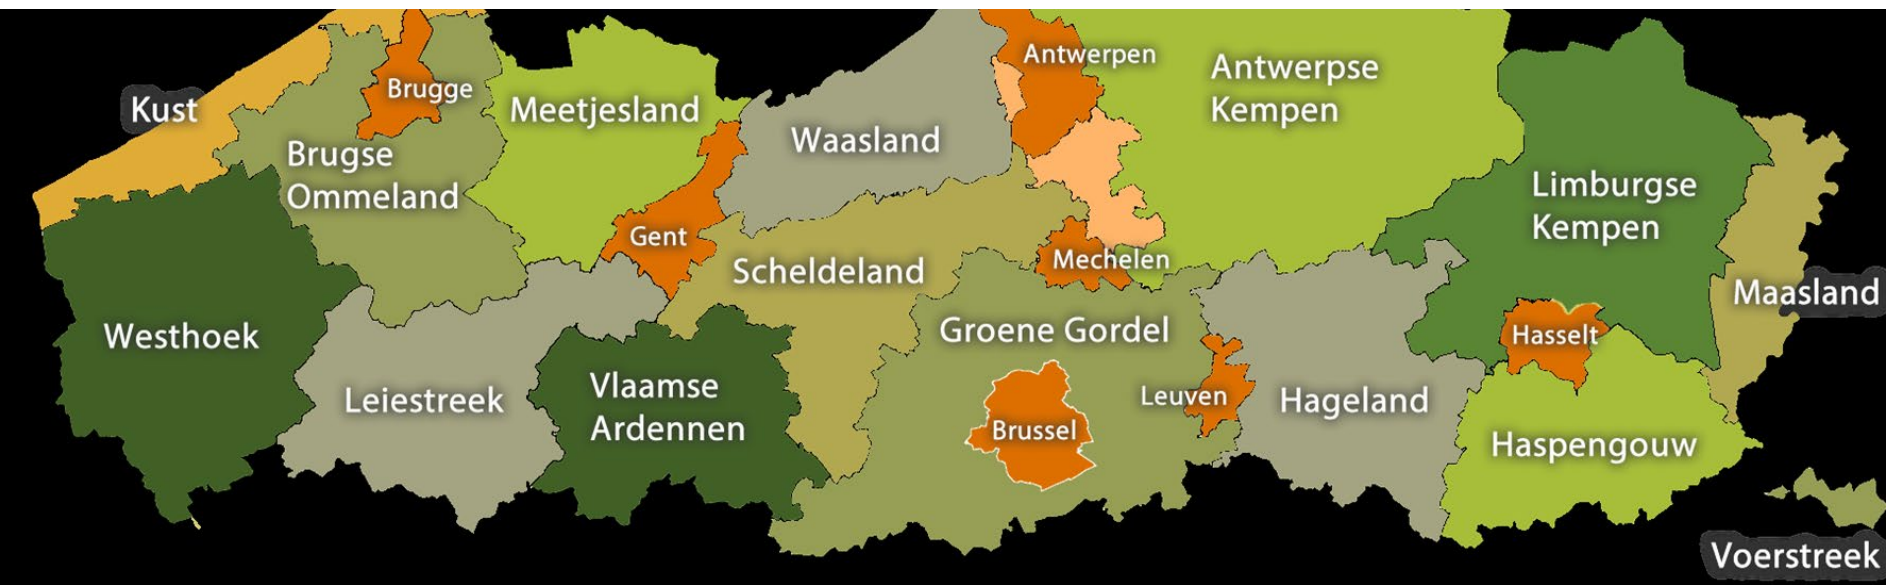 Kust
Brugge
Meetjesland
Waasland
Antwerpen
Antwerpse
Kempen
Brugse
Ommeland
Gent
Scheldeland
Mechelen
Limburgse
Kempen
Maasland
Westhoek
Leiestreek
Vlaamse
Ardennen
Groene Gordel
Brussel
Leuven
Hageland
Hasselt
Haspengouw
Voerstreek